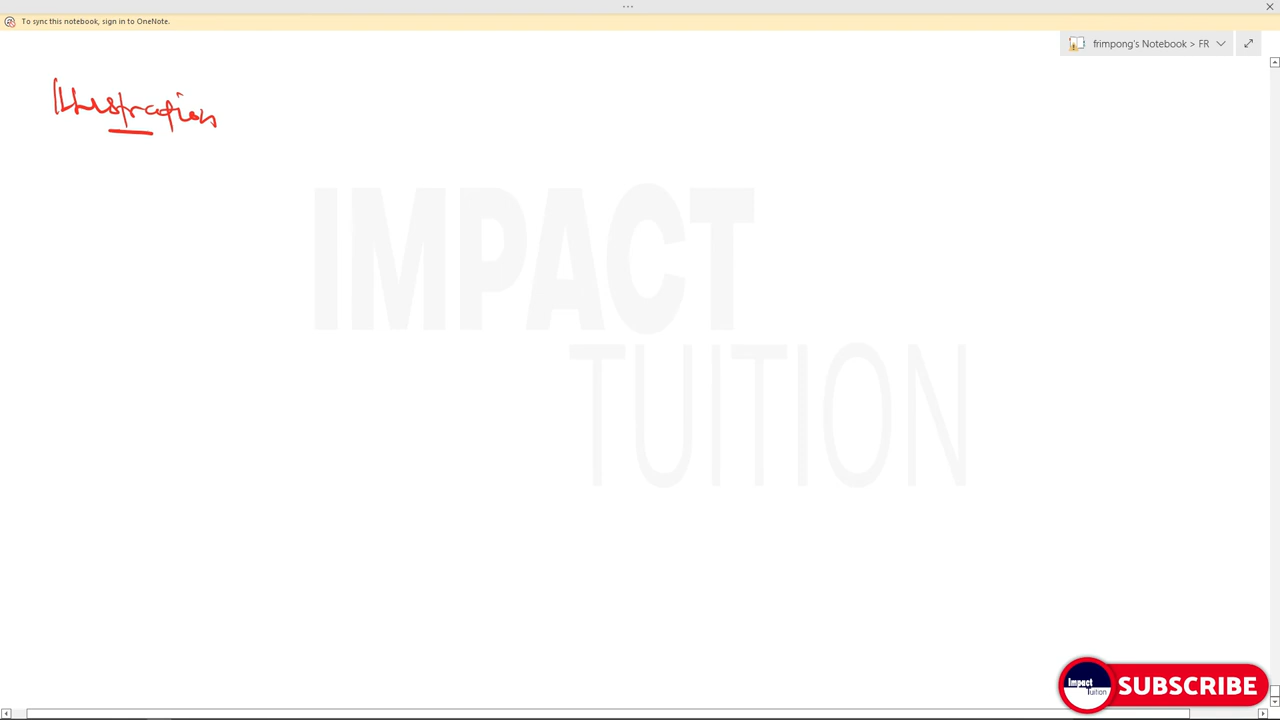 To sync this notebook, sign in to OneNote.
frimpong's Notebook > FR
Illustration
IMPACT
TUITION
Impact
Tuition
SUBSCRIBE